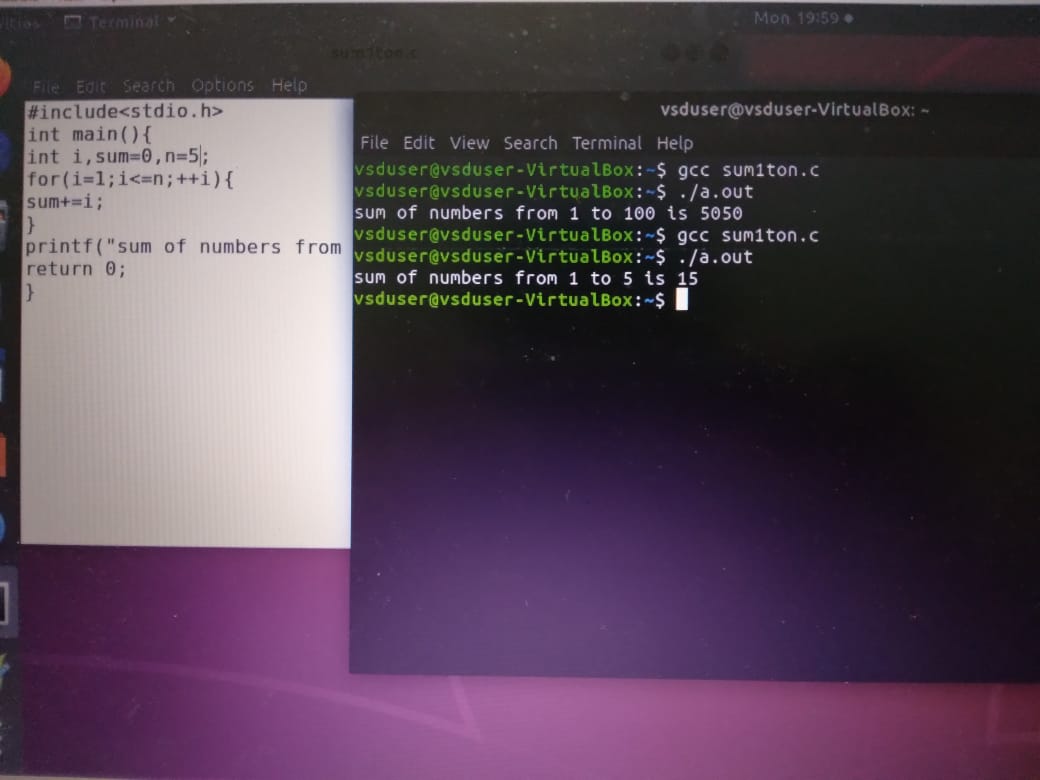 Terminal
Mon 19:59
sum1ton.c
File Edit Search Options Help
#include<stdio.h>
int main(){
int i,sum=0,n=5;
for(i=1;i<=n;++i){
sum+=i;
}
printf("sum of numbers from
return 0;
}
vsduser@vsduser-VirtualBox: ~
File Edit View Search Terminal Help
vsduser@vsduser-VirtualBox:~$ gcc sum1ton.c
vsduser@vsduser-VirtualBox:~$ ./a.out
sum of numbers from 1 to 100 is 5050
vsduser@vsduser-VirtualBox:~$ gcc sum1ton.c
vsduser@vsduser-VirtualBox:~$ ./a.out
sum of numbers from 1 to 5 is 15
vsduser@vsduser-VirtualBox:~$